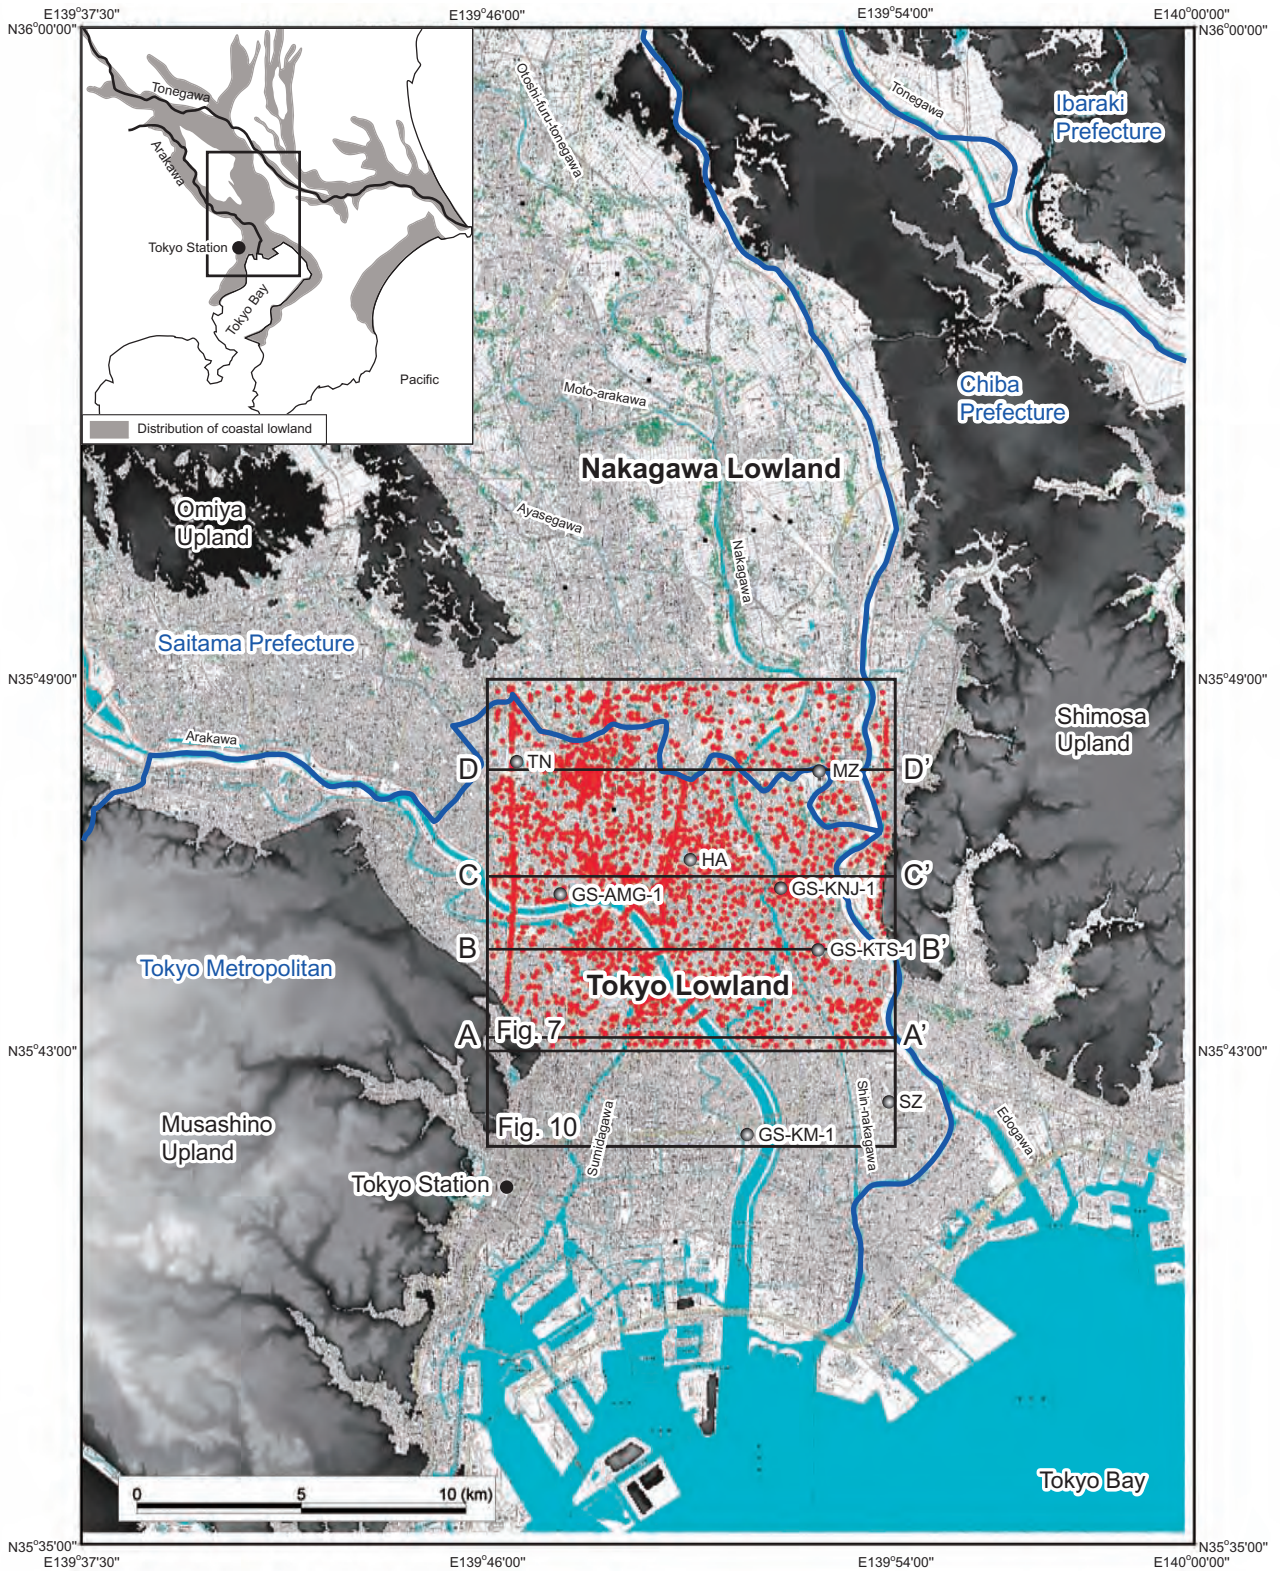 E139°37'30"
E139°46'00"
E139°54'00"
E140°00'00"
N36°00'00"
N36°00'00"
Tonegawa
Arakawa
Tokyo Station
Tokyo Bay
Pacific
Distribution of coastal lowland
Otoshi-furu-tonegawa
Tonegawa
Ibaraki
Prefecture
Chiba
Prefecture
Moto-arakawa
Nakagawa Lowland
Omiya
Upland
Ayasegawa
Nakagawa
Saitama Prefecture
N35°49'00"
N35°49'00"
Shimosa
Upland
Arakawa
TN
D
MZ
D'
HA
C
C'
GS-AMG-1
GS-KNJ-1
B
GS-KTS-1
B'
Tokyo Metropolitan
Tokyo Lowland
A
Fig. 7
A'
N35°43'00"
N35°43'00"
Musashino
Upland
Sumidagawa
Shin-nakagawa
SZ
Edogawa
Fig. 10
GS-KM-1
Tokyo Station
Tokyo Bay
0 5 10 (km)
N35°35'00"
N35°35'00"
E139°37'30"
E139°46'00"
E139°54'00"
E140°00'00"